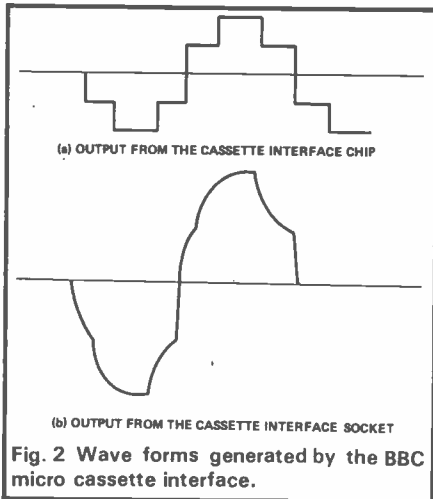 (a) OUTPUT FROM THE CASSETTE INTERFACE CHIP
(b) OUTPUT FROM THE CASSETTE INTERFACE SOCKET
Fig. 2 Wave forms generated by the BBC
micro cassette interface.